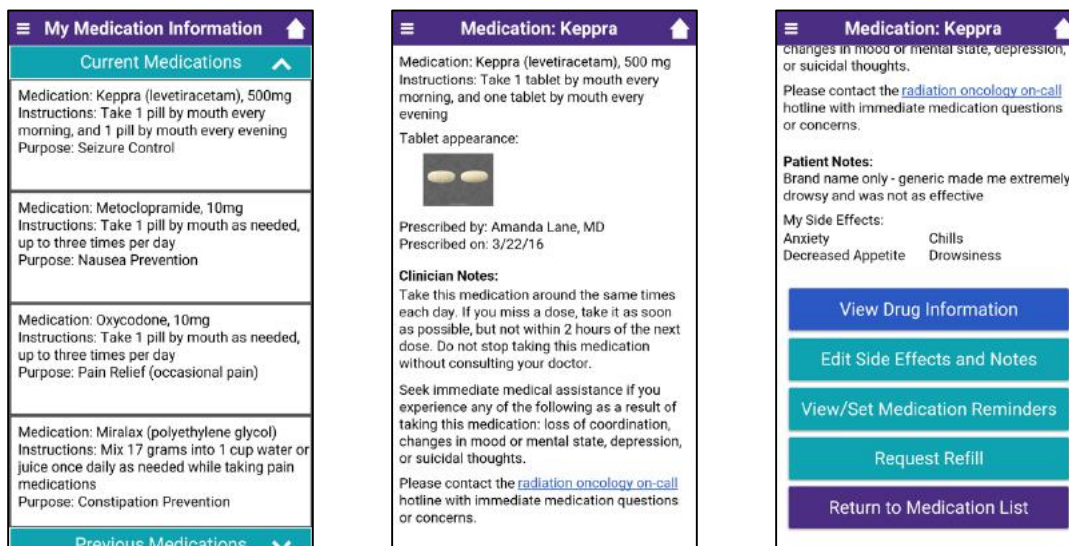 My Medication Information
Current Medications
Medication: Keppra (levetiracetam), 500mg
Instructions: Take 1 pill by mouth every
morning, and 1 pill by mouth every evening
Purpose: Seizure Control
Medication: Metoclopramide, 10mg
Instructions: Take 1 pill by mouth as needed,
up to three times per day
Purpose: Nausea Prevention
Medication: Oxycodone, 10mg
Instructions: Take 1 pill by mouth as needed,
up to three times per day
Purpose: Pain Relief (occasional pain)
Medication: Miralax (polyethylene glycol)
Instructions: Mix 17 grams into 1 cup water or
juice once daily as needed while taking pain
medications
Purpose: Constipation Prevention
Previous Medications
Medication: Keppra
Medication: Keppra (levetiracetam), 500 mg
Instructions: Take 1 tablet by mouth every
morning, and one tablet by mouth every
evening
Tablet appearance:
Prescribed by: Amanda Lane, MD
Prescribed on: 3/22/16
Clinician Notes:
Take this medication around the same times
each day. If you miss a dose, take it as soon
as possible, but not within 2 hours of the next
dose. Do not stop taking this medication
without consulting your doctor.
Seek immediate medical assistance if you
experience any of the following as a result of
taking this medication: loss of coordination,
changes in mood or mental state, depression,
or suicidal thoughts.
Please contact the radiation oncology on-call
hotline with immediate medication questions
or concerns.
Medication: Keppra
changes in mood or mental state, depression,
or suicidal thoughts.
Please contact the radiation oncology on-call
hotline with immediate medication questions
or concerns.
Patient Notes:
Brand name only - generic made me extremely
drowsy and was not as effective
My Side Effects:
Anxiety Chills
Decreased Appetite Drowsiness
View Drug Information
Edit Side Effects and Notes
View/Set Medication Reminders
Request Refill
Return to Medication List